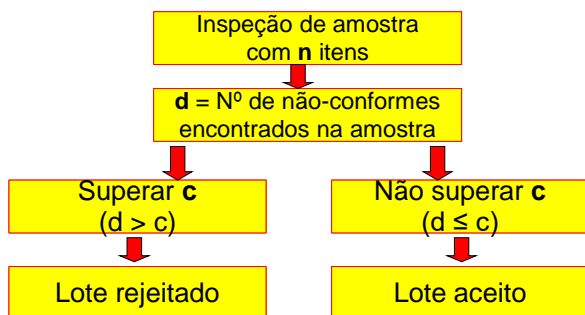 Inspeção de amostra
com n itens
d = Nº de não-conformes
encontrados na amostra
Superar c
(d > c)
Não superar c
(d ≤ c)
Lote rejeitado
Lote aceito